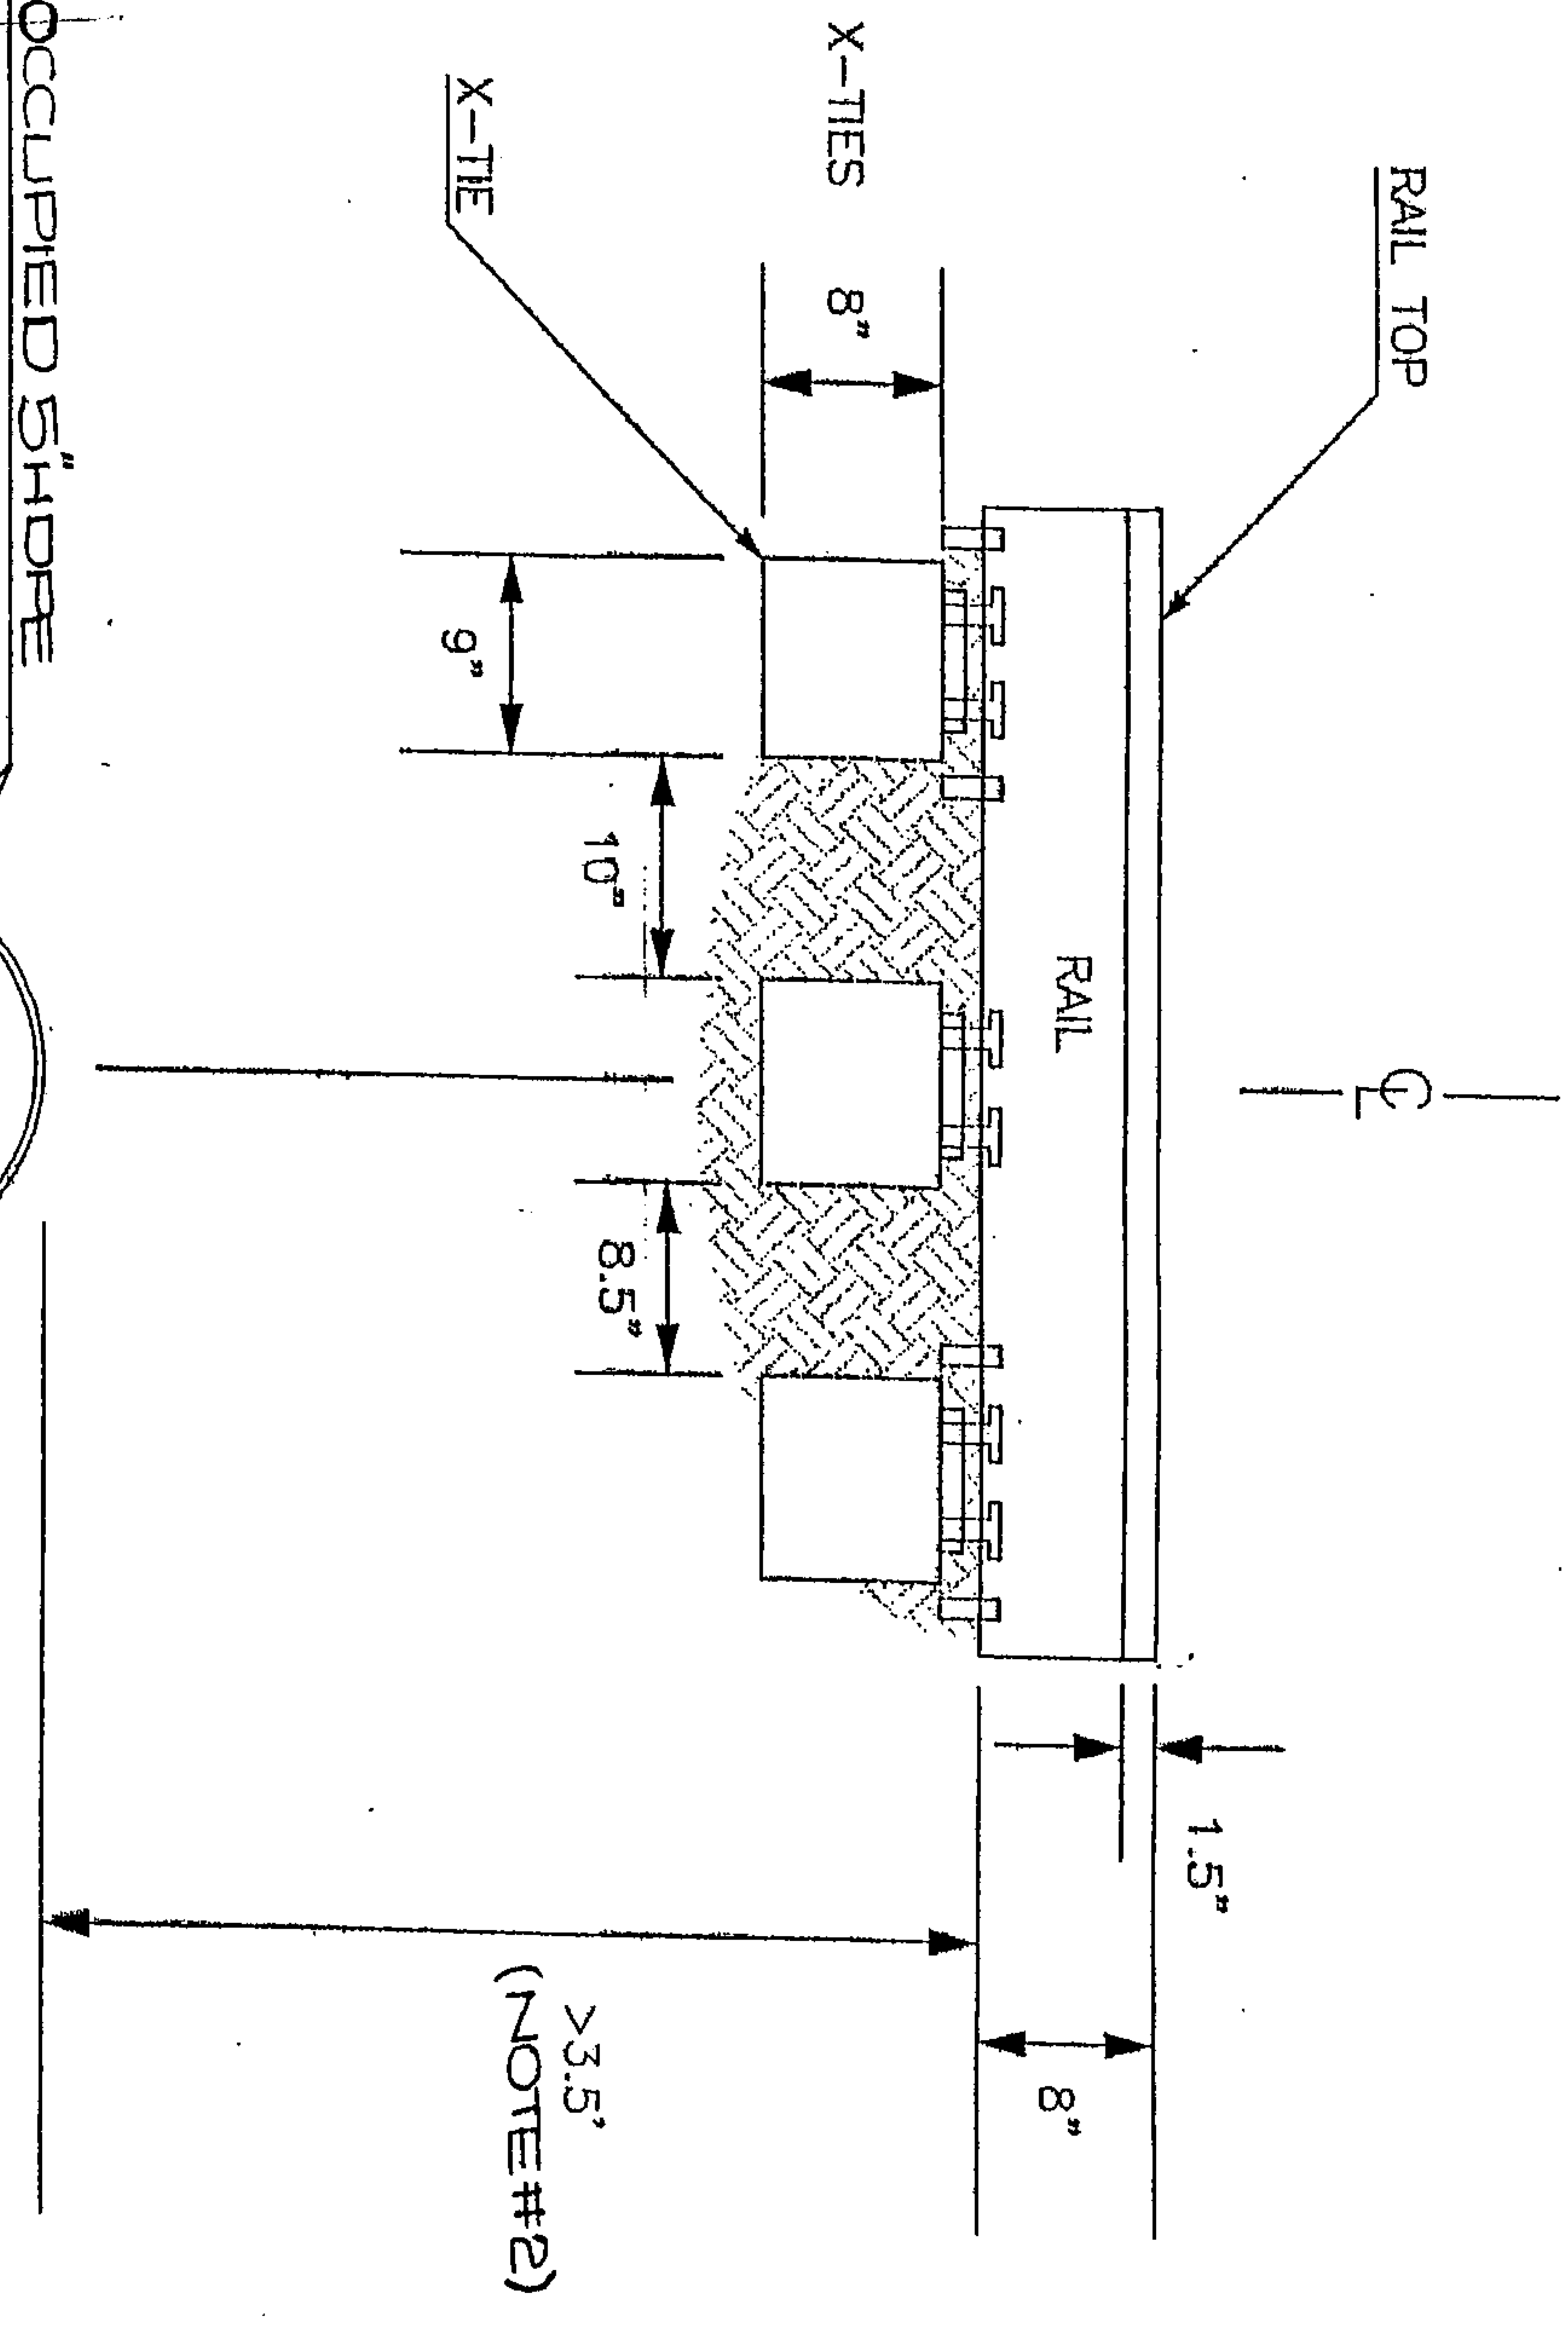 RAIL TOP
℄
1.5"
RAIL
8"
X-TIES
8"
X-TIE
10"
8.5"
9"
>3.5'
(NOTE#2)
OCCUPIED 5"HDPE